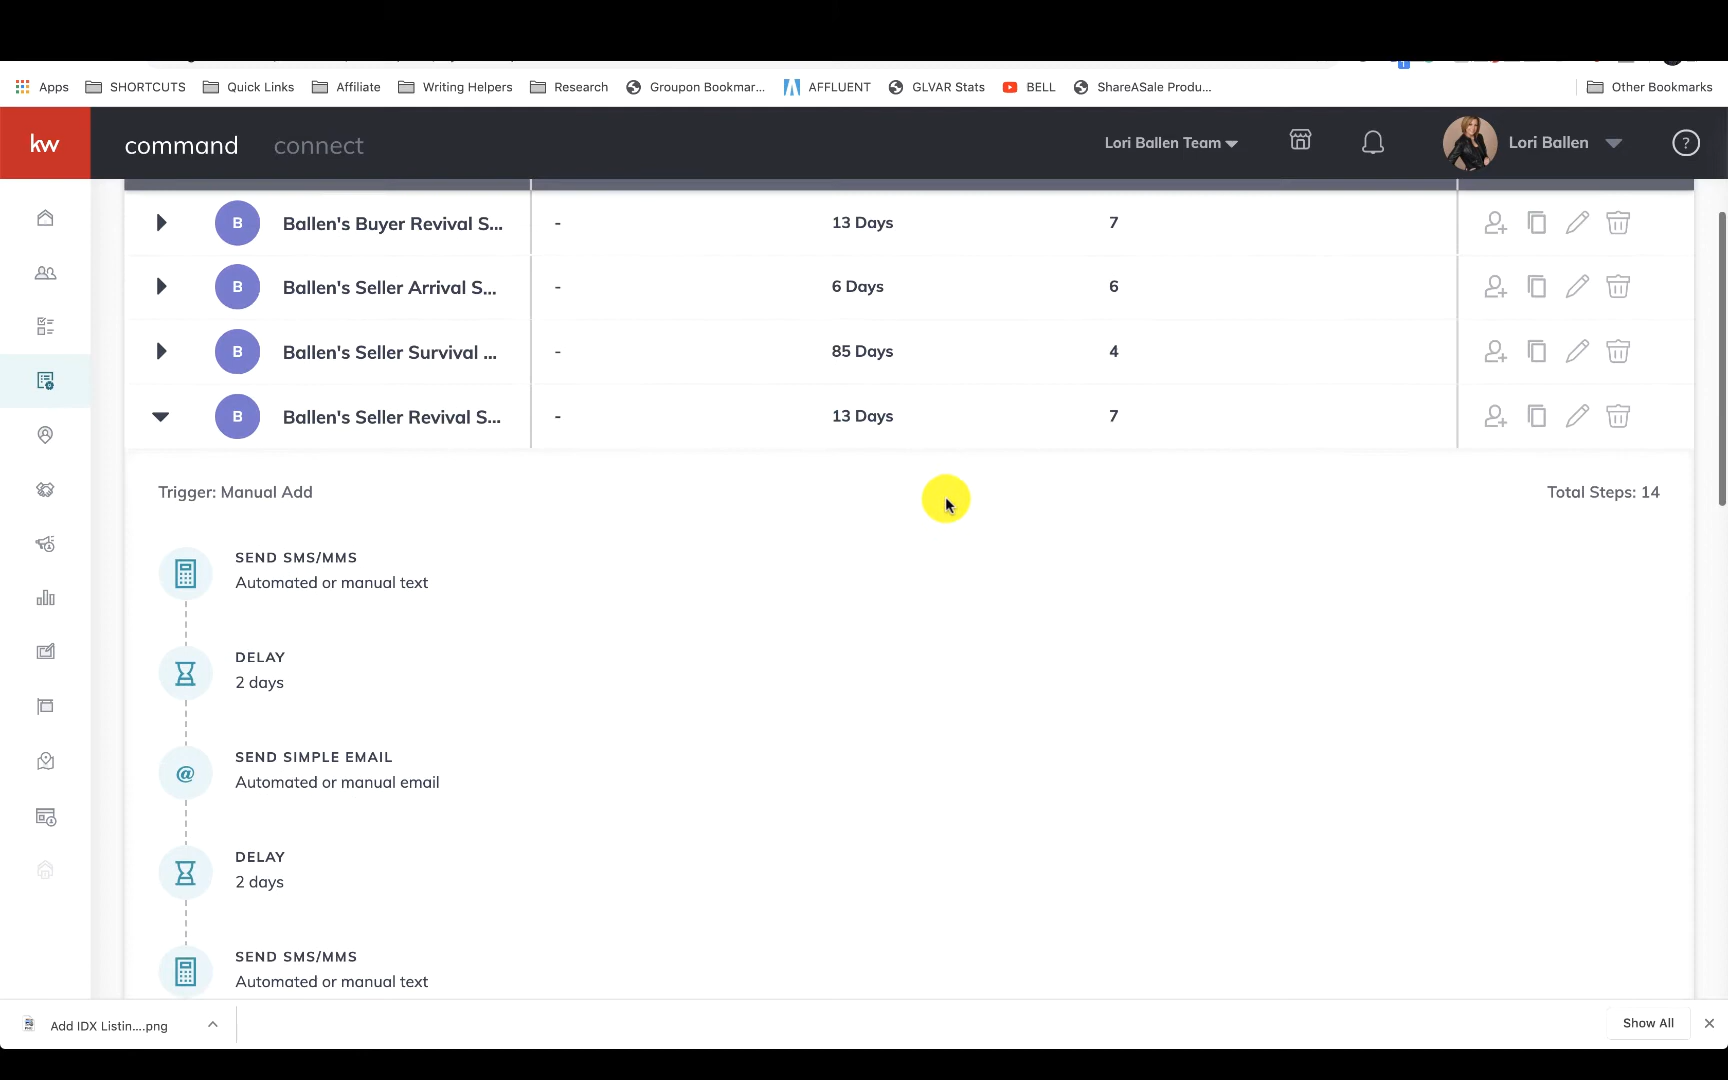 Apps SHORTCUTS Quick Links Affiliate Writing Helpers Research Groupon Bookmar... AFFLUENT GLVAR Stats BELL ShareASale Produ... Other Bookmarks
kw command connect Lori Ballen Team Lori Ballen ?
B Ballen's Buyer Revival S... - 13 Days 7
B Ballen's Seller Arrival S... - 6 Days 6
B Ballen's Seller Survival ... - 85 Days 4
B Ballen's Seller Revival S... - 13 Days 7
Trigger: Manual Add Total Steps: 14
SEND SMS/MMS
Automated or manual text
DELAY
2 days
@ SEND SIMPLE EMAIL
Automated or manual email
DELAY
2 days
SEND SMS/MMS
Automated or manual text
Add IDX Listin....png Show All